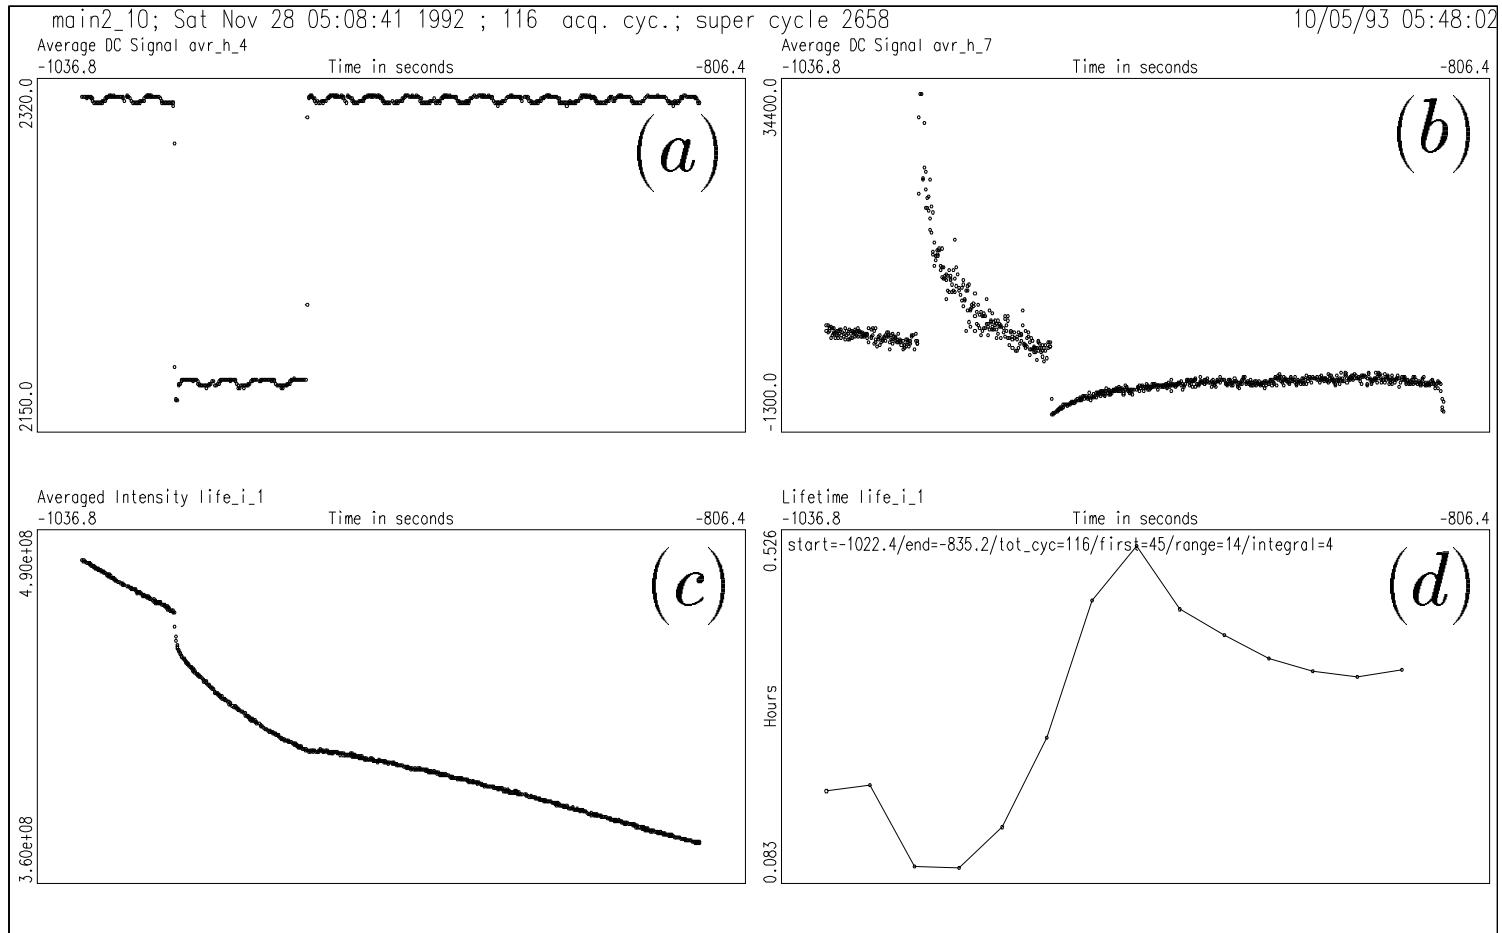 main2_10; Sat Nov 28 05:08:41 1992 ; 116 acq. cyc.; super cycle 2658 10/05/93 05:48:02
Average DC Signal avr_h_4
-1036.8 Time in seconds -806.4
2320.0
2150.0
(a)
Average DC Signal avr_h_7
-1036.8 Time in seconds -806.4
34400.0
-1300.0
(b)
Averaged Intensity life_i_1
-1036.8 Time in seconds -806.4
4.90e+08
3.60e+08
(c)
Lifetime life_i_1
-1036.8 Time in seconds -806.4
start=-1022.4/end=-835.2/tot_cyc=116/first=45/range=14/integral=4
0.526
Hours
0.083
(d)